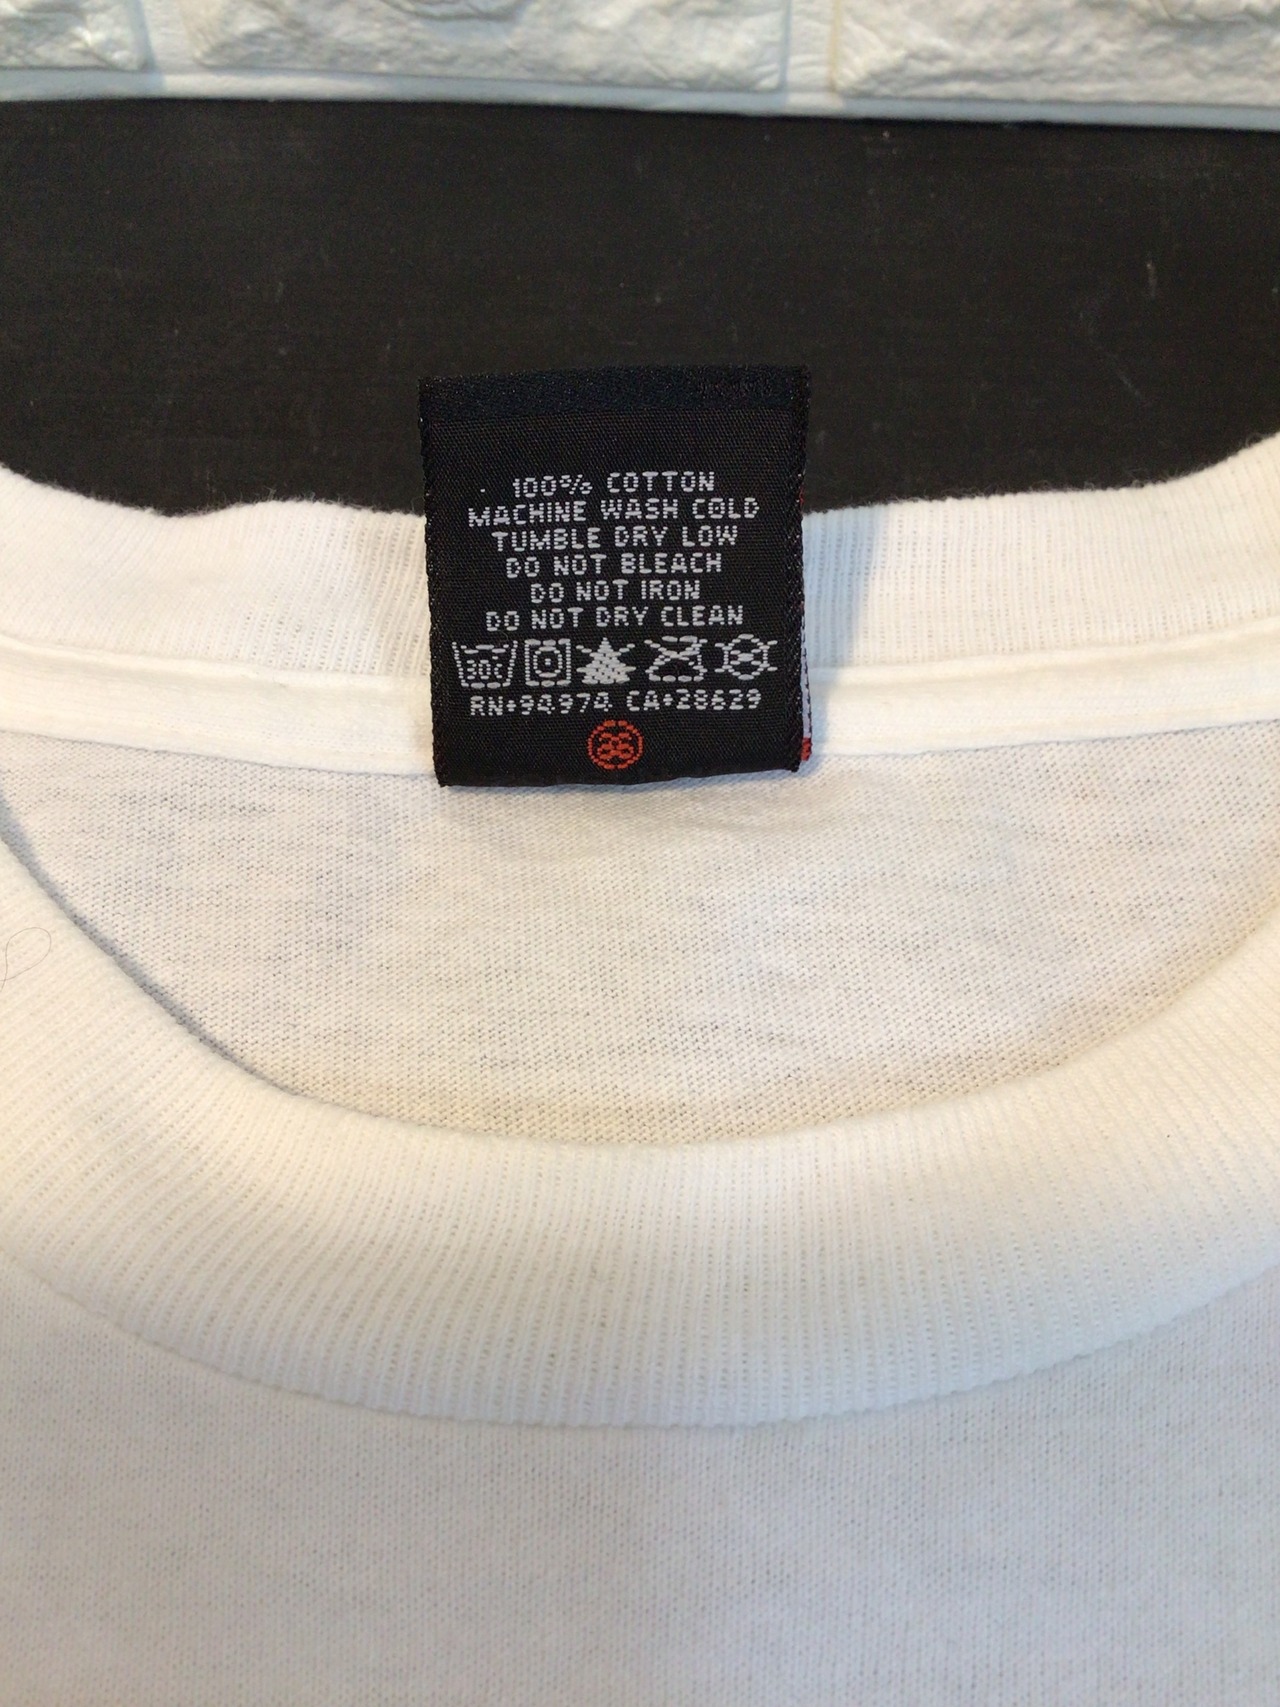 100% COTTON
MACHINE WASH COLD
TUMBLE DRY LOW
DO NOT BLEACH
DO NOT IRON
DO NOT DRY CLEAN
30C
RN•94974 CA•28629